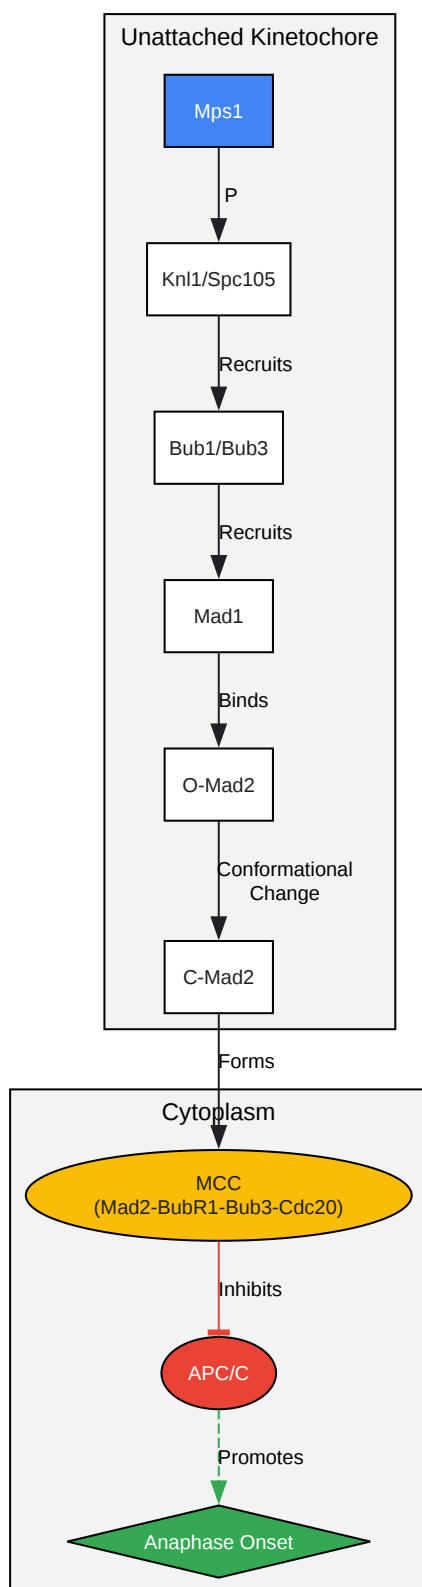 Unattached Kinetochore
Mps1
P
Knl1/Spc105
Recruits
Bub1/Bub3
Recruits
Mad1
Binds
O-Mad2
Conformational
Change
C-Mad2
Forms
Cytoplasm
MCC
(Mad2-BubR1-Bub3-Cdc20)
Inhibits
APC/C
Promotes
Anaphase Onset